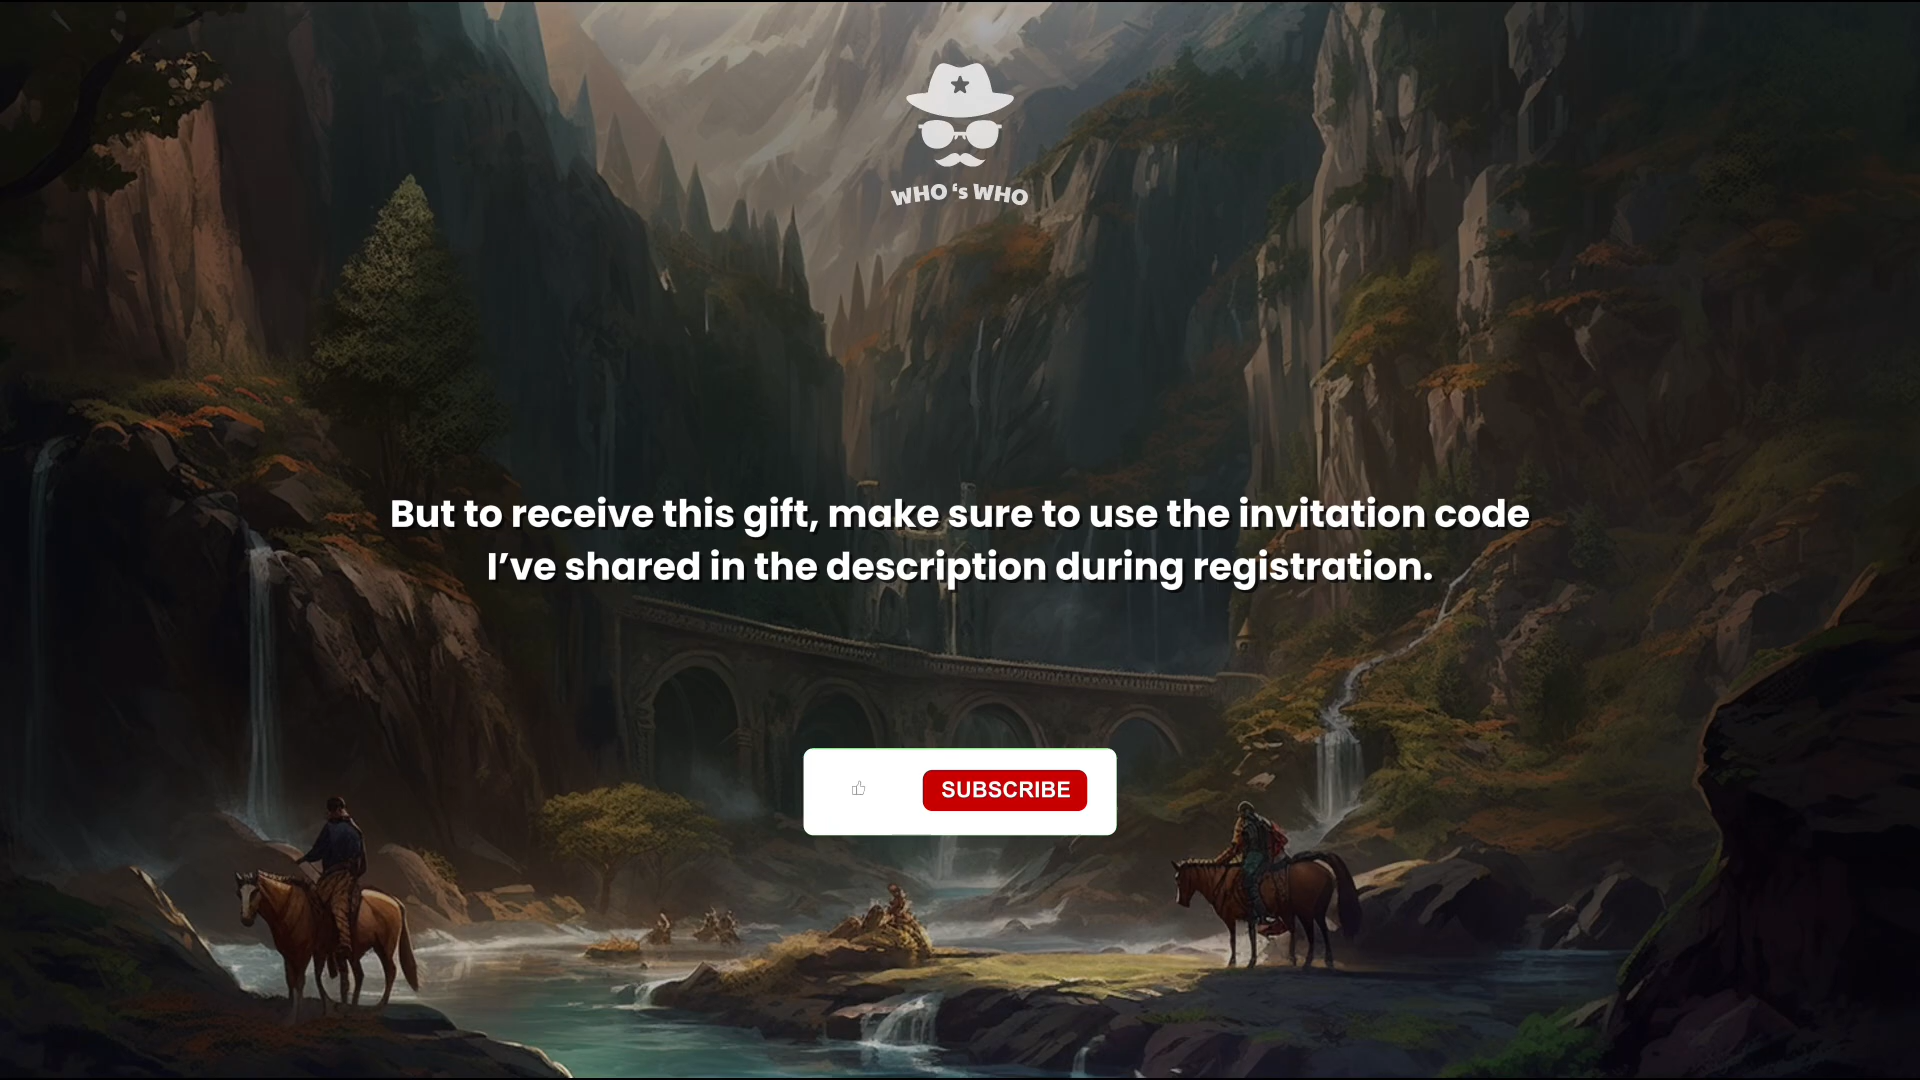 WHO‘s WHO
But to receive this gift, make sure to use the invitation code
I’ve shared in the description during registration.
SUBSCRIBE